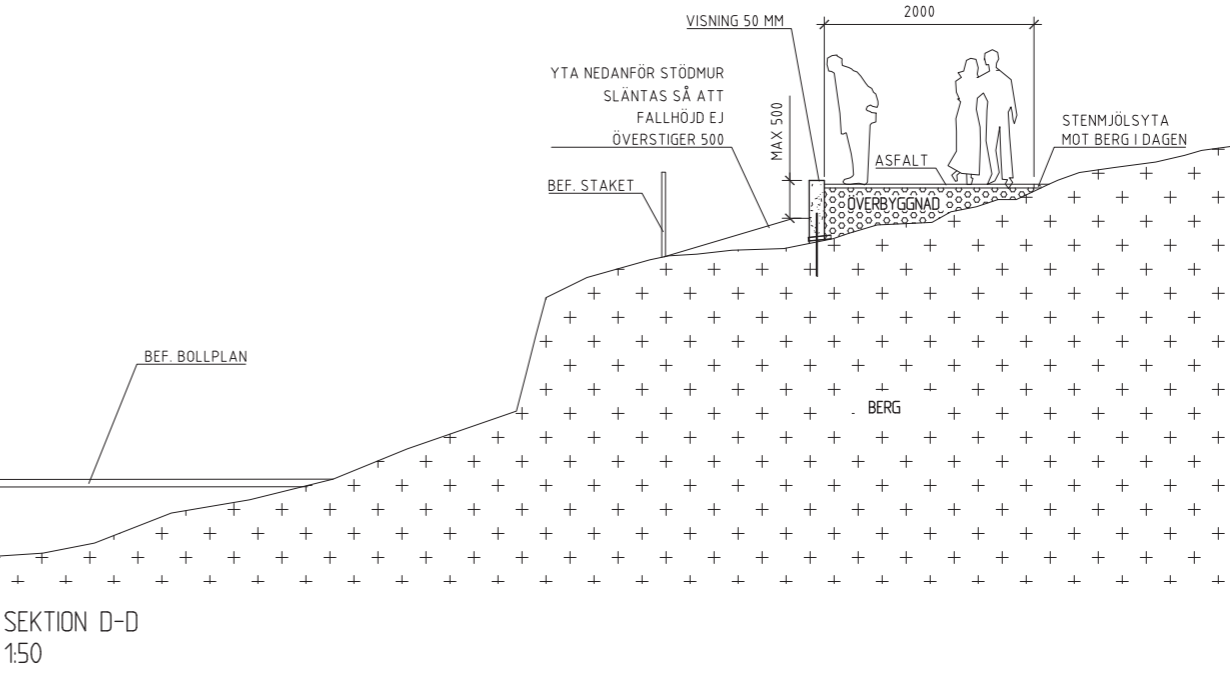 2000
VISNING 50 MM
YTA NEDANFÖR STÖDMUR
SLÄNTAS SÅ ATT
FALLHÖJD EJ
ÖVERSTIGER 500
MAX 500
STENMJÖLSYTA
MOT BERG I DAGEN
ASFALT
BEF. STAKET
ÖVERBYGGNAD
BEF. BOLLPLAN
BERG
SEKTION D-D
1:50